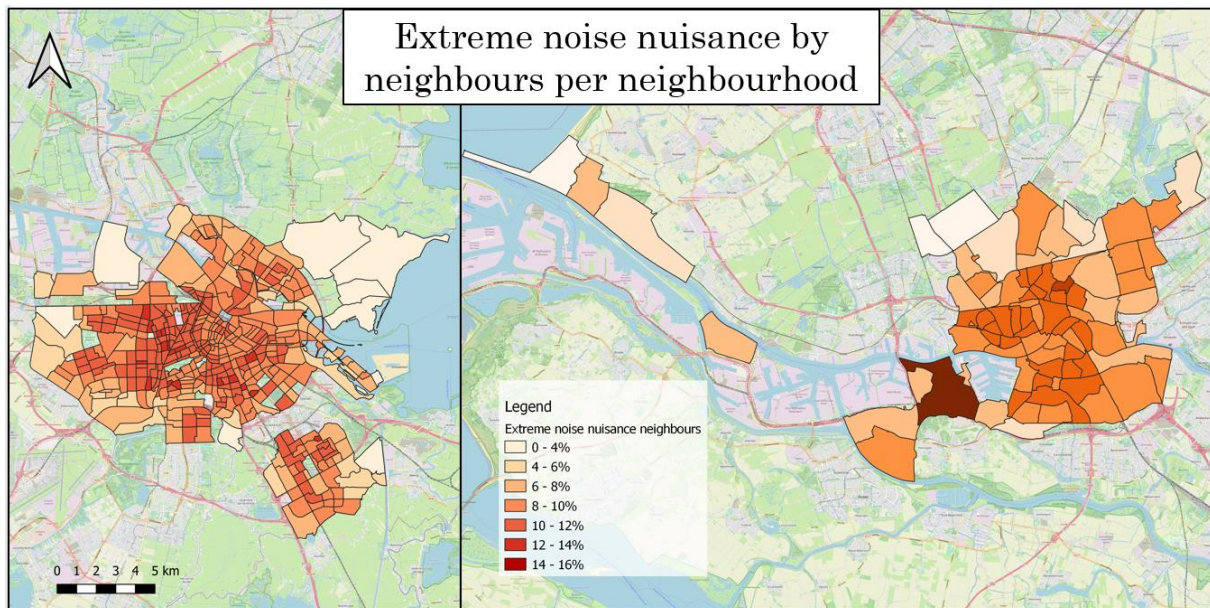 Extreme noise nuisance by
neighbours per neighbourhood
Legend
Extreme noise nuisance neighbours
0 - 4%
4 - 6%
6 - 8%
8 - 10%
10 - 12%
12 - 14%
14 - 16%
0 1 2 3 4 5 km